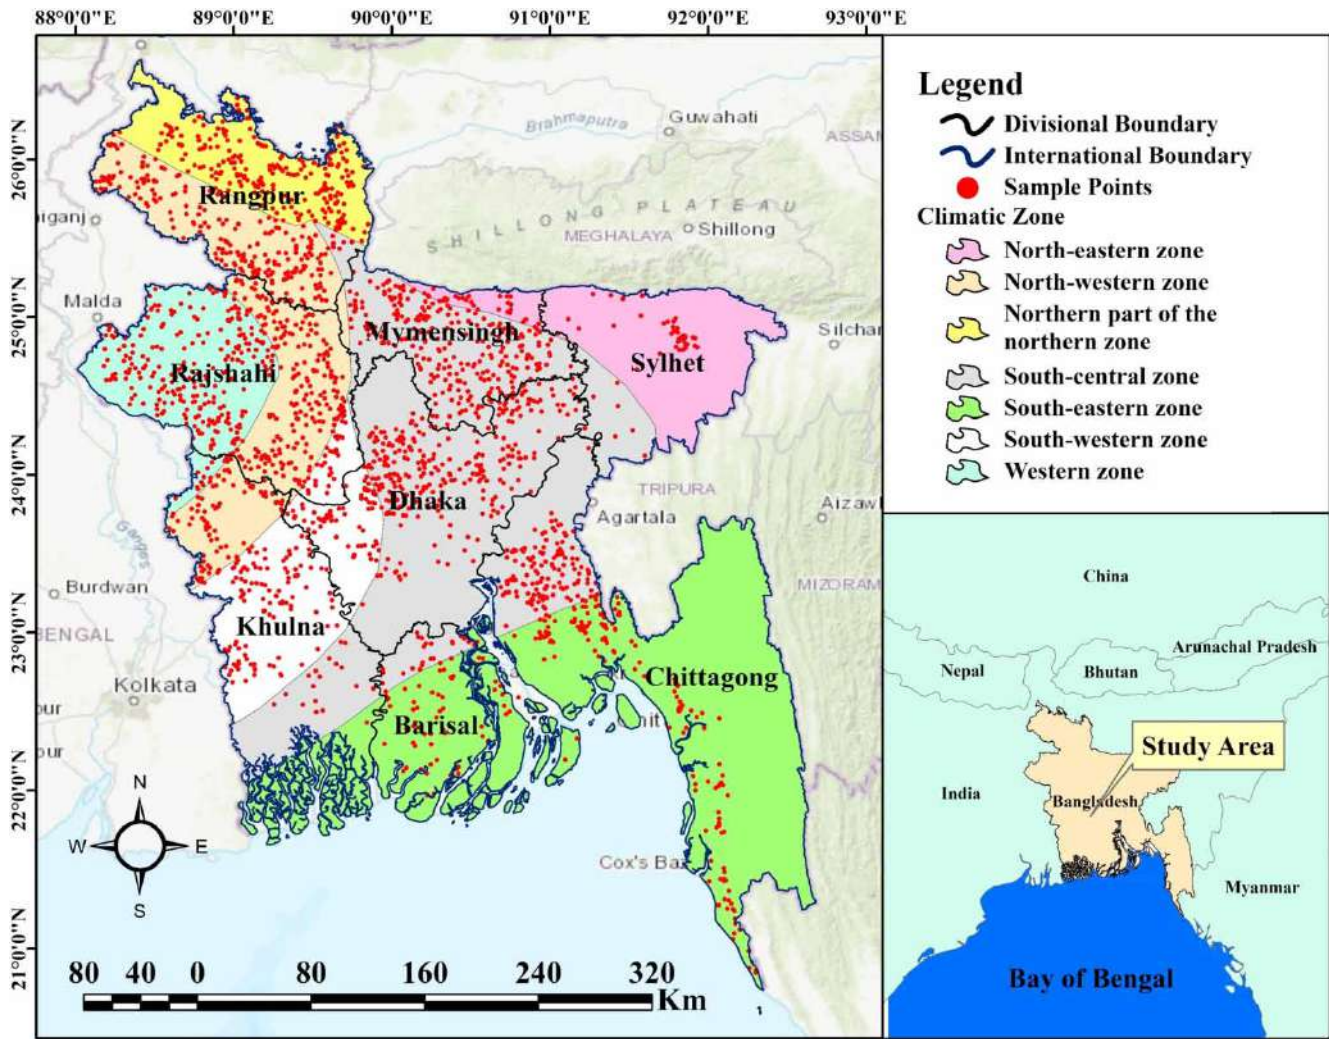 88°0'0"E 89°0'0"E 90°0'0"E 91°0'0"E 92°0'0"E 93°0'0"E
26°0'0"N
25°0'0"N
24°0'0"N
23°0'0"N
22°0'0"N
21°0'0"N
Guwahati
Brahmaputra
ASSAM
Rangpur
SHILLONG PLATEAU
Shillong
MEGHALAYA
Malda
Mymensingh
Silchar
Sylhet
Rajshahi
TRIPURA
Dhaka
Agartala
Aizawl
Ganges
Burdwan
MIZORAM
BENGAL
Khulna
Chittagong
Kolkata
Barisal
Cox's Baz
N
W E
S
80 40 0 80 160 240 320
Km
Legend
Divisional Boundary
International Boundary
Sample Points
Climatic Zone
North-eastern zone
North-western zone
Northern part of the
northern zone
South-central zone
South-eastern zone
South-western zone
Western zone
China
Arunachal Pradesh
Nepal
Bhutan
Study Area
India
Bangladesh
Myanmar
Bay of Bengal